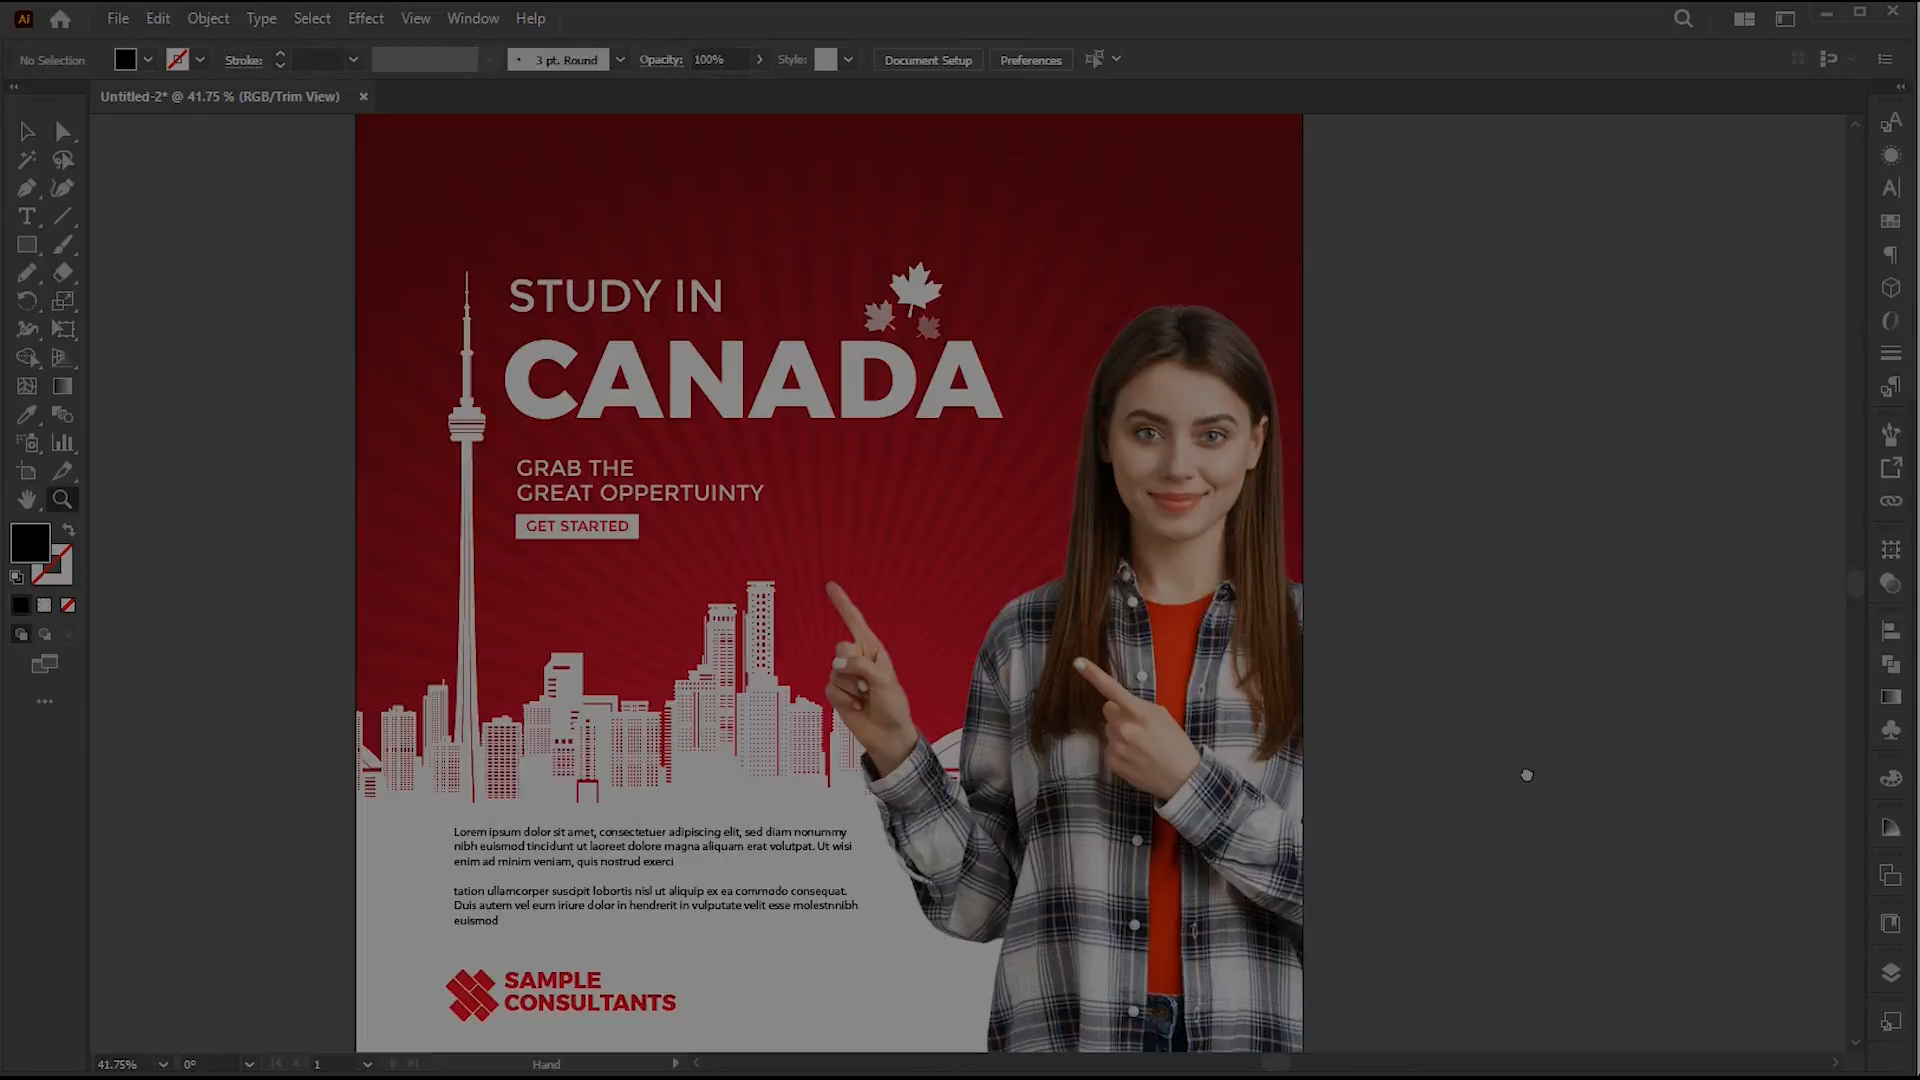 Ai
File Edit Object Type Select Effect View Window Help
No Selection
Stroke:
3 pt. Round
Opacity: 100%
Style:
Document Setup
Preferences
Untitled-2* @ 41.75 % (RGB/Trim View)
STUDY IN
CANADA
GRAB THE
GREAT OPPERTUINTY
GET STARTED
Lorem ipsum dolor sit amet, consectetuer adipiscing elit, sed diam nonummy
nibh euismod tincidunt ut laoreet dolore magna aliquam erat volutpat. Ut wisi
enim ad minim veniam, quis nostrud exerci
tation ullamcorper suscipit lobortis nisl ut aliquip ex ea commodo consequat.
Duis autem vel eum iriure dolor in hendrerit in vulputate velit esse molestnnibh
euismod
SAMPLE
CONSULTANTS
41.75% 0° 1 Hand